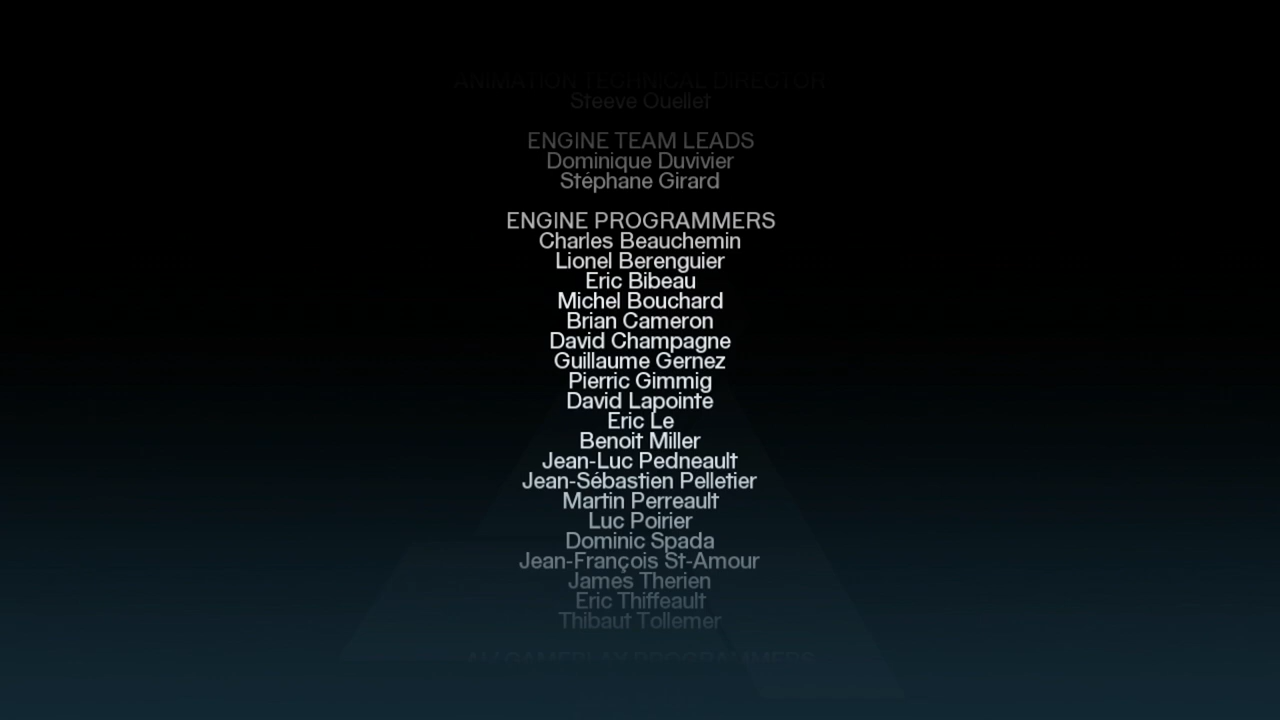 ANIMATION TECHNICAL DIRECTOR
Steeve Ouellet
ENGINE TEAM LEADS
Dominique Duvivier
Stéphane Girard
ENGINE PROGRAMMERS
Charles Beauchemin
Lionel Berenguier
Eric Bibeau
Michel Bouchard
Brian Cameron
David Champagne
Guillaume Gernez
Pierric Gimmig
David Lapointe
Eric Le
Benoit Miller
Jean-Luc Pedneault
Jean-Sébastien Pelletier
Martin Perreault
Luc Poirier
Dominic Spada
Jean-François St-Amour
James Therien
Eric Thiffeault
Thibaut Tollemer
AI/GAMEPLAY PROGRAMMERS